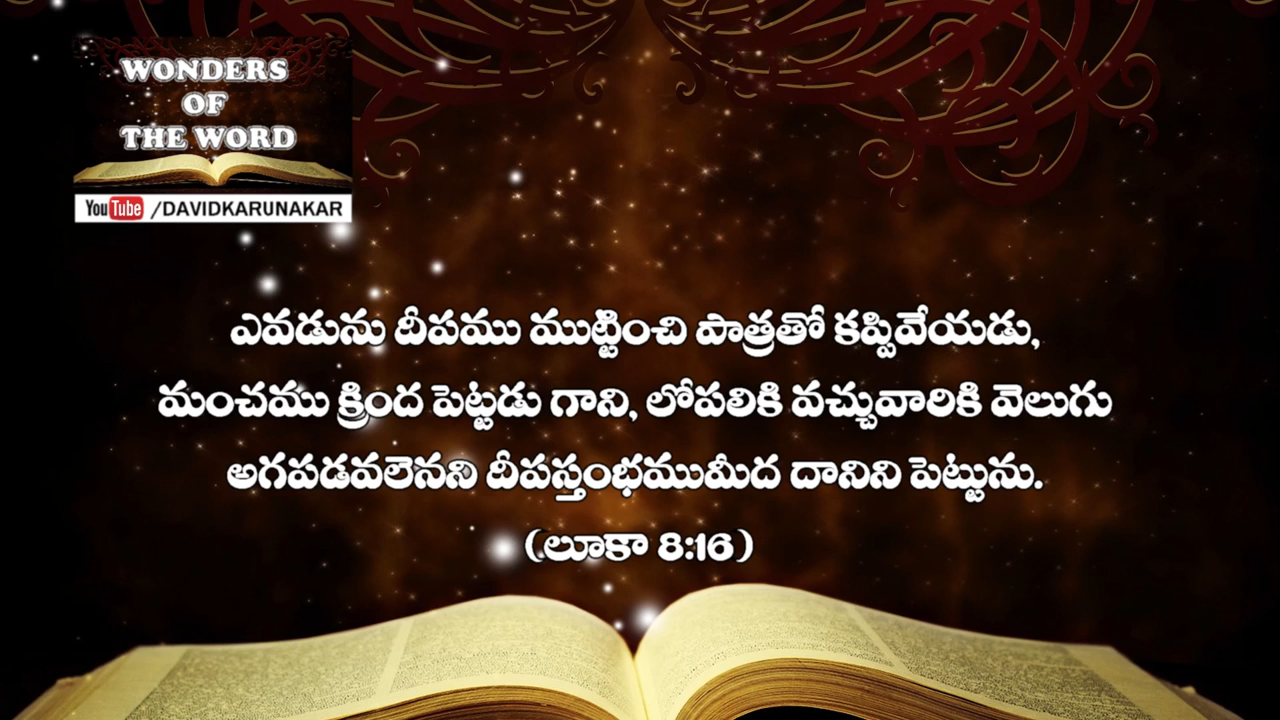 WONDERS
OF
THE WORD
YouTube /DAVIDKARUNAKAR
ఎవడును దీపము ముట్టించి పాత్రతో కప్పివేయడు,
మంచము క్రింద పెట్టడు గాని, లోపలికి వచ్చువారికి వెలుగు
అగపడవలెనని దీపస్తంభముమీద దానిని పెట్టును.
(లూకా 8:16)